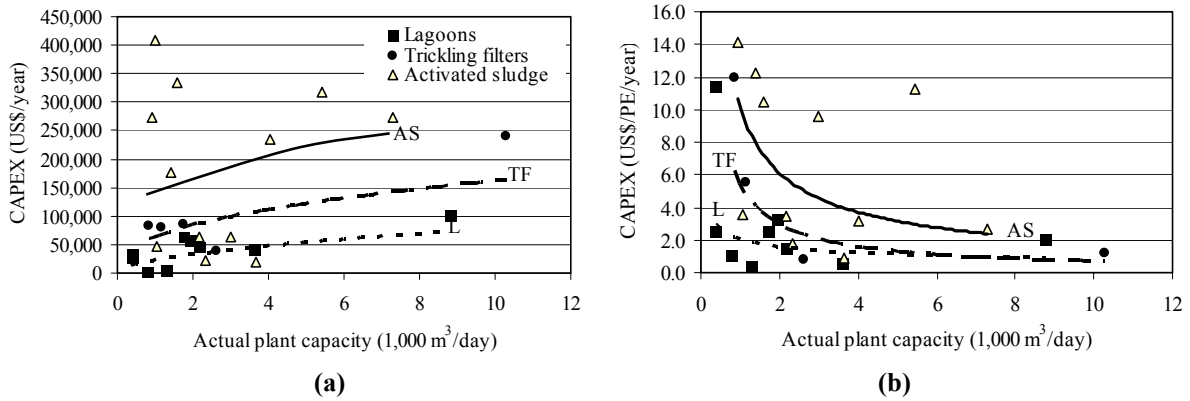 450,000
400,000
350,000
300,000
250,000
200,000
150,000
100,000
50,000
0
CAPEX (US$/year)
Lagoons
Trickling filters
Activated sludge
AS
TF
L
0 2 4 6 8 10 12
Actual plant capacity (1,000 m³/day)
(a)
16.0
14.0
12.0
10.0
8.0
6.0
4.0
2.0
0.0
CAPEX (US$/PE/year)
TF
L
AS
0 2 4 6 8 10 12
Actual plant capacity (1,000 m³/day)
(b)